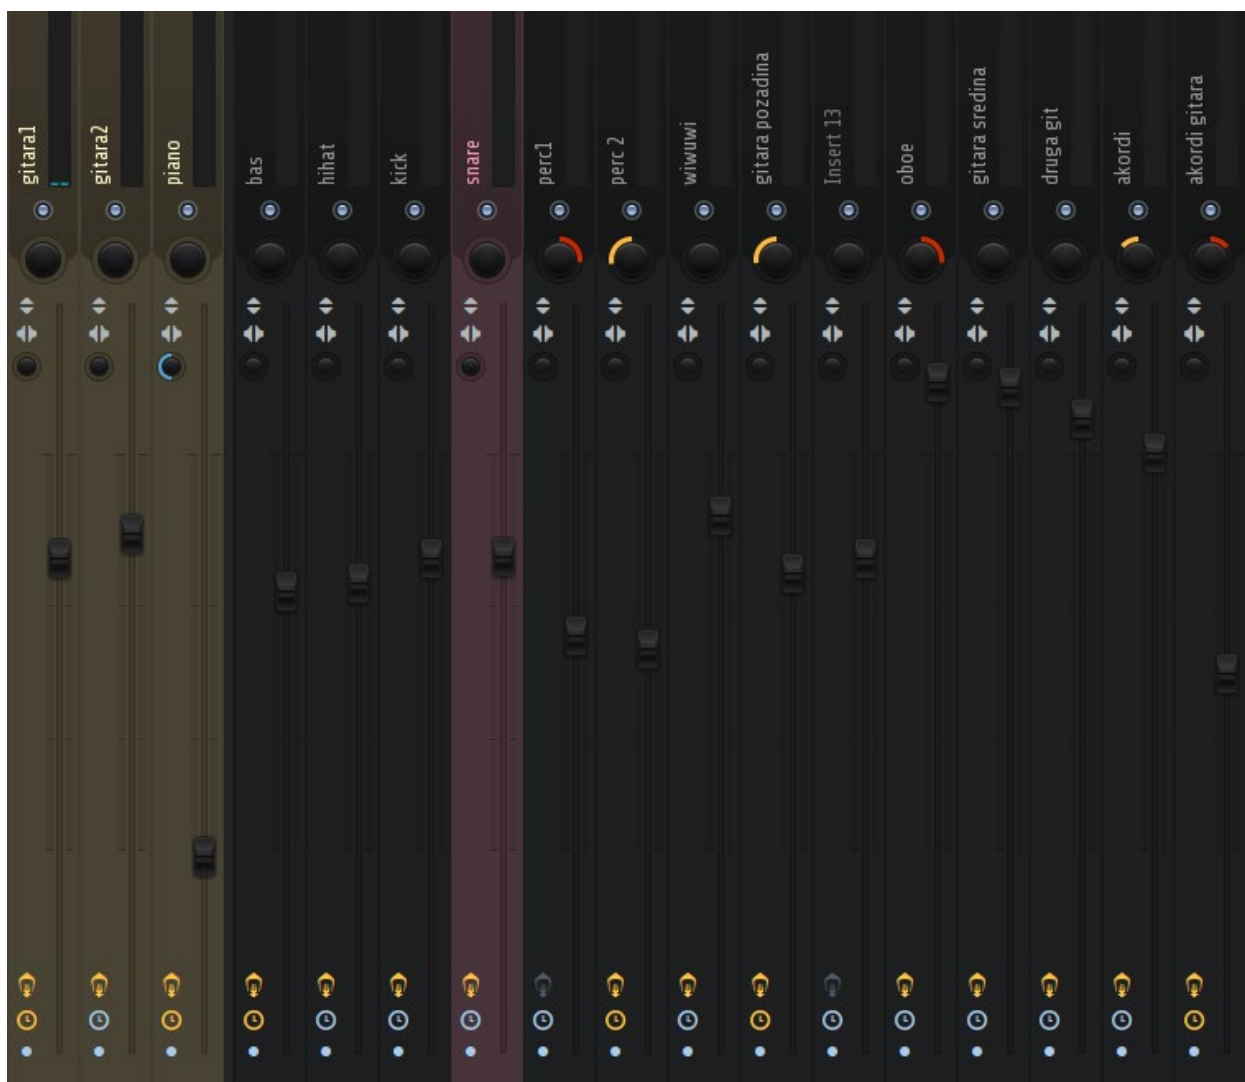 gitara1
gitara2
piano
bas
hihat
kick
snare
perc1
perc 2
wiwuwi
gitara pozadina
Insert 13
oboe
gitara sredina
druga git
akordi
akordi gitara